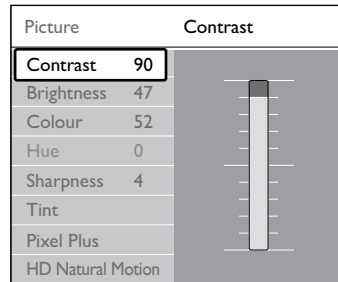 Picture Contrast
Contrast 90
Brightness 47
Colour 52
Hue 0
Sharpness 4
Tint
Pixel Plus
HD Natural Motion